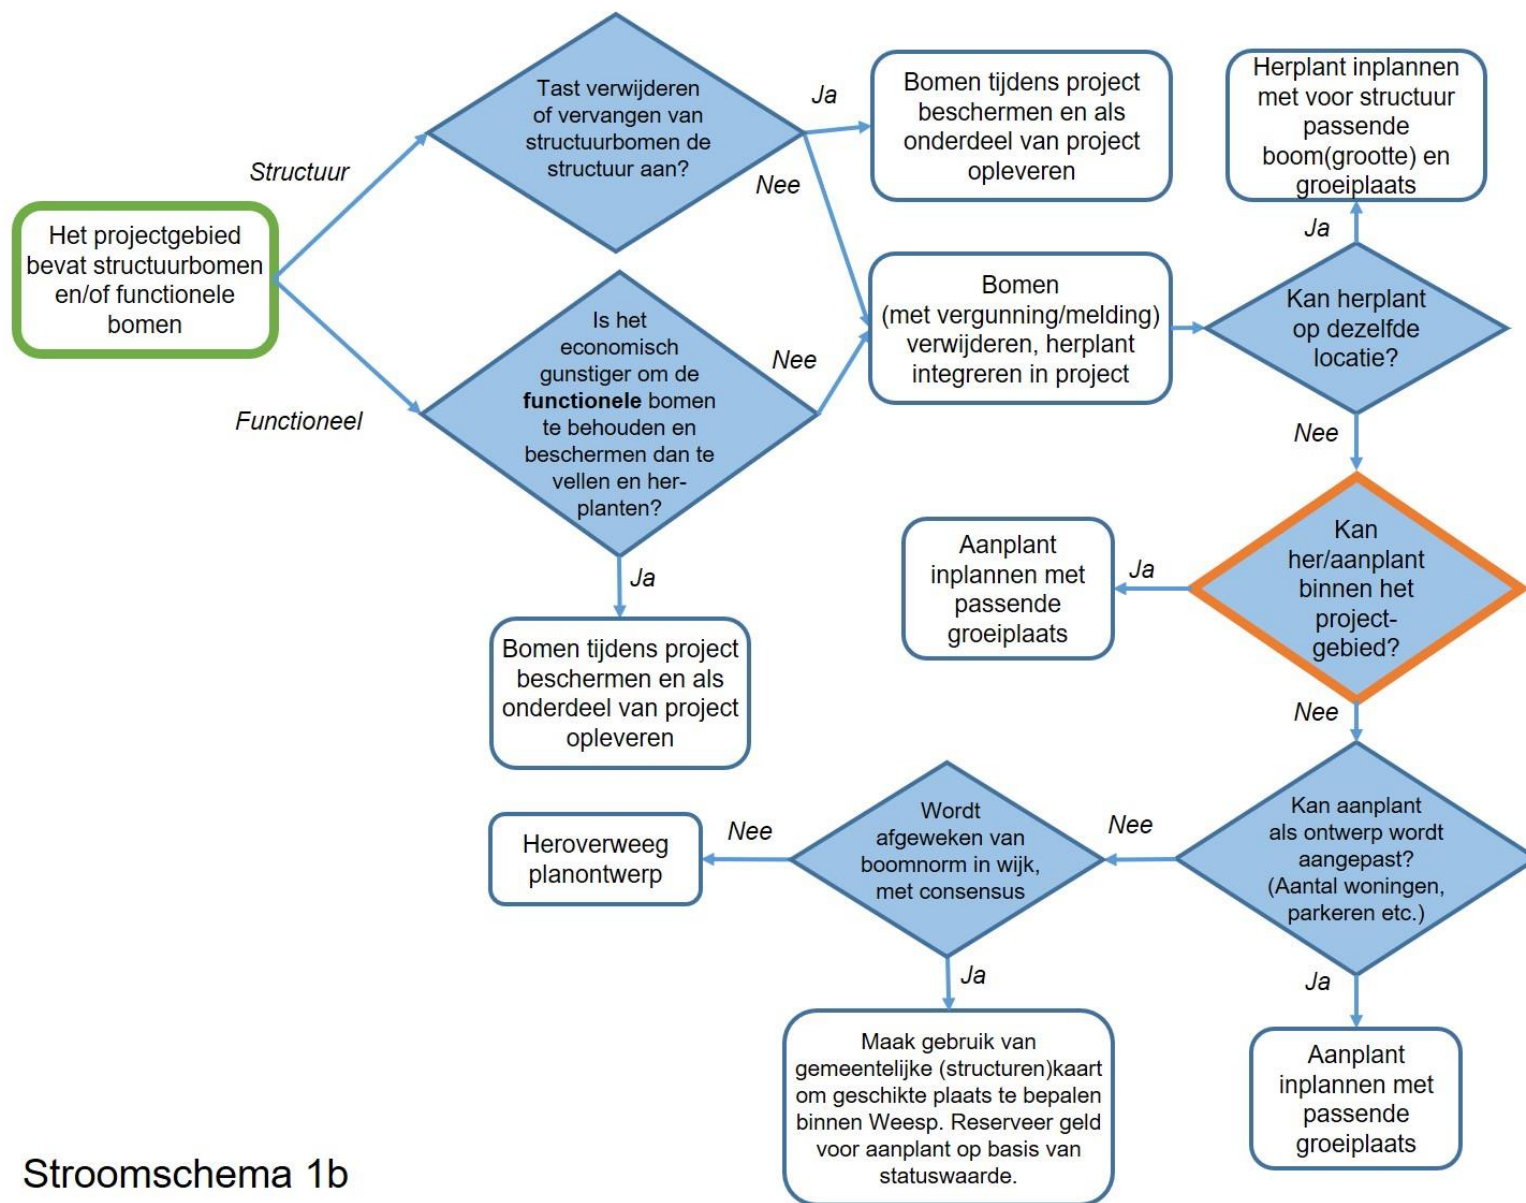 Het projectgebied
bevat structuurbomen
en/of functionele
bomen
Structuur
Functioneel
Tast verwijderen
of vervangen van
structuurbomen de
structuur aan?
Ja
Nee
Bomen tijdens project
beschermen en als
onderdeel van project
opleveren
Is het
economisch
gunstiger om de
functionele bomen
te behouden en
beschermen dan te
vellen en her-
planten?
Nee
Ja
Bomen tijdens project
beschermen en als
onderdeel van project
opleveren
Bomen
(met vergunning/melding)
verwijderen, herplant
integreren in project
Kan herplant
op dezelfde
locatie?
Ja
Herplant inplannen
met voor structuur
passende
boom(grootte) en
groeiplaats
Nee
Kan
her/aanplant
binnen het
project-
gebied?
Ja
Aanplant
inplannen met
passende
groeiplaats
Nee
Kan aanplant
als ontwerp wordt
aangepast?
(Aantal woningen,
parkeren etc.)
Ja
Aanplant
inplannen met
passende
groeiplaats
Nee
Wordt
afgeweken van
boomnorm in wijk,
met consensus
Nee
Heroverweeg
planontwerp
Ja
Maak gebruik van
gemeentelijke (structuren)kaart
om geschikte plaats te bepalen
binnen Weesp. Reserveer geld
voor aanplant op basis van
statuswaarde.
Stroomschema 1b